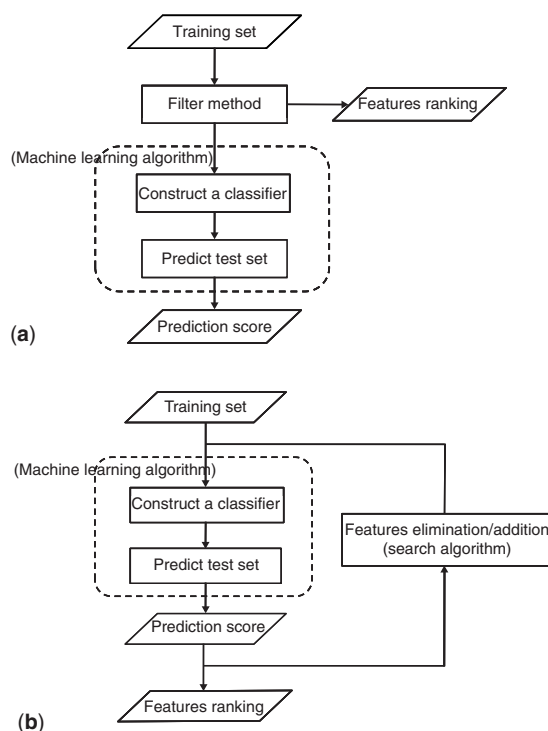 Training set
Filter method
Features ranking
(Machine learning algorithm)
Construct a classifier
Predict test set
Prediction score
(a)
Training set
(Machine learning algorithm)
Construct a classifier
Features elimination/addition
(search algorithm)
Predict test set
Prediction score
Features ranking
(b)